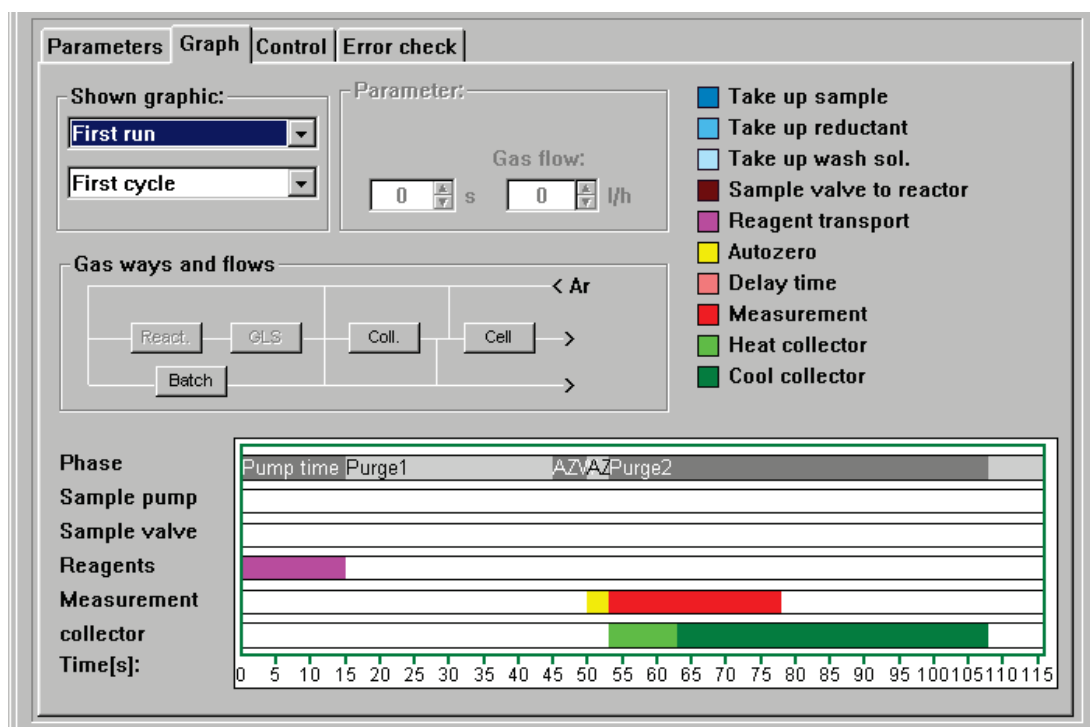 Parameters Graph Control Error check
Shown graphic:
First run
First cycle
Parameter:
Gas flow:
0 s 0 l/h
Take up sample
Take up reductant
Take up wash sol.
Sample valve to reactor
Reagent transport
Autozero
Delay time
Measurement
Heat collector
Cool collector
Gas ways and flows
< Ar
React. GLS Coll. Cell >
Batch >
Phase Pump time Purge1 AZW AZ Purge2
Sample pump
Sample valve
Reagents
Measurement
collector
Time[s]: 0 5 10 15 20 25 30 35 40 45 50 55 60 65 70 75 80 85 90 95 100 105 110 115